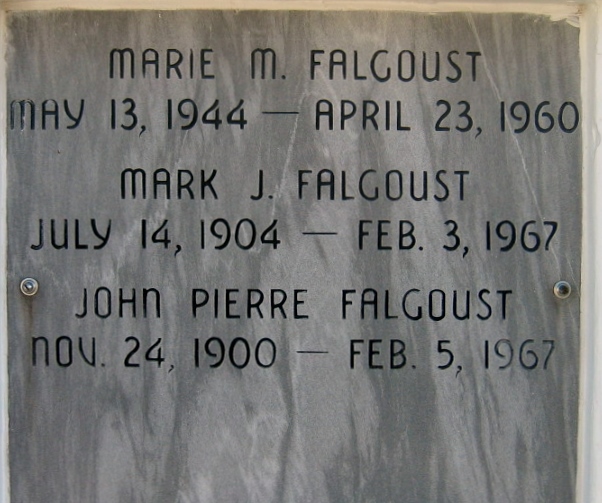 MARIE M. FALGOUST
MAY 13, 1944 — APRIL 23, 1960
MARK J. FALGOUST
JULY 14, 1904 — FEB. 3, 1967
JOHN PIERRE FALGOUST
NOV. 24, 1900 — FEB. 5, 1967